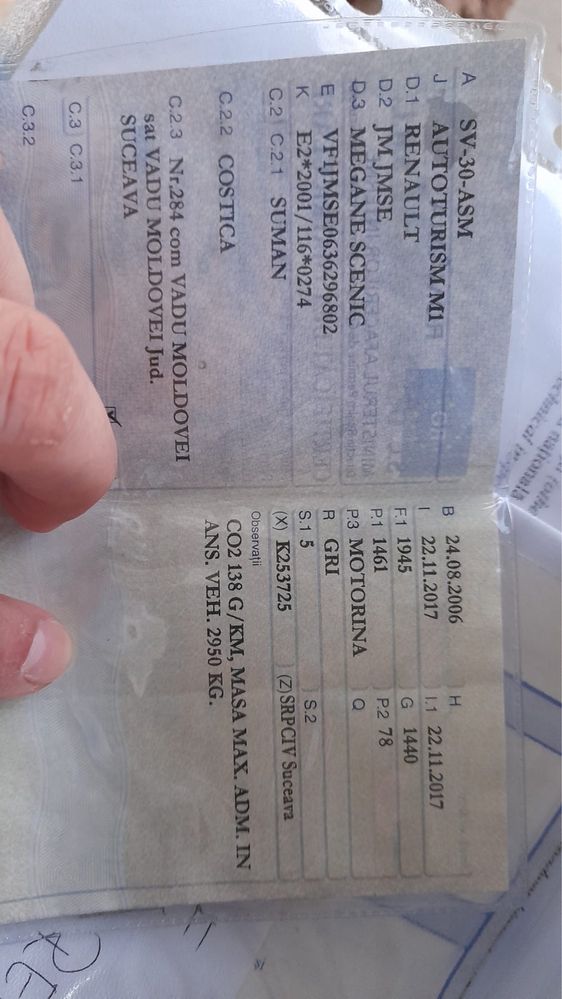 A SV-30-ASM
J AUTOTURISM M1
D.1 RENAULT
D.2 JM JMSE
D.3 MEGANE SCENIC
E VF1JMSE0636296802
K E2*2001/116*0274
C.2 C.2.1 SUMAN
C.2.2 COSTICA
C.2.3 Nr.284 com VADU MOLDOVEI
sat VADU MOLDOVEI Jud.
SUCEAVA
C.3 C.3.1
C.3.2
B 24.08.2006 H
I 22.11.2017 I.1 22.11.2017
F.1 1945 G 1440
P.1 1461 P.2 78
P.3 MOTORINA Q
R GRI
S.1 5 S.2
(X) K253725 (Z) SRPCIV Suceava
Observații
CO2 138 G/KM, MASA MAX. ADM. IN
ANS. VEH. 2950 KG.